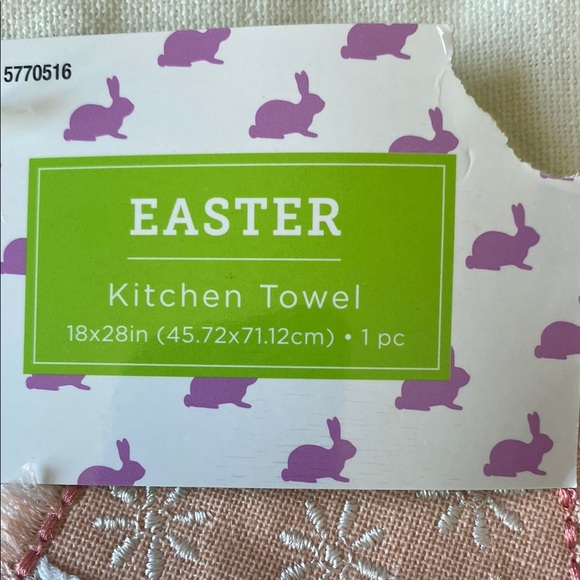 5770516
EASTER
Kitchen Towel
18x28in (45.72x71.12cm) • 1 pc